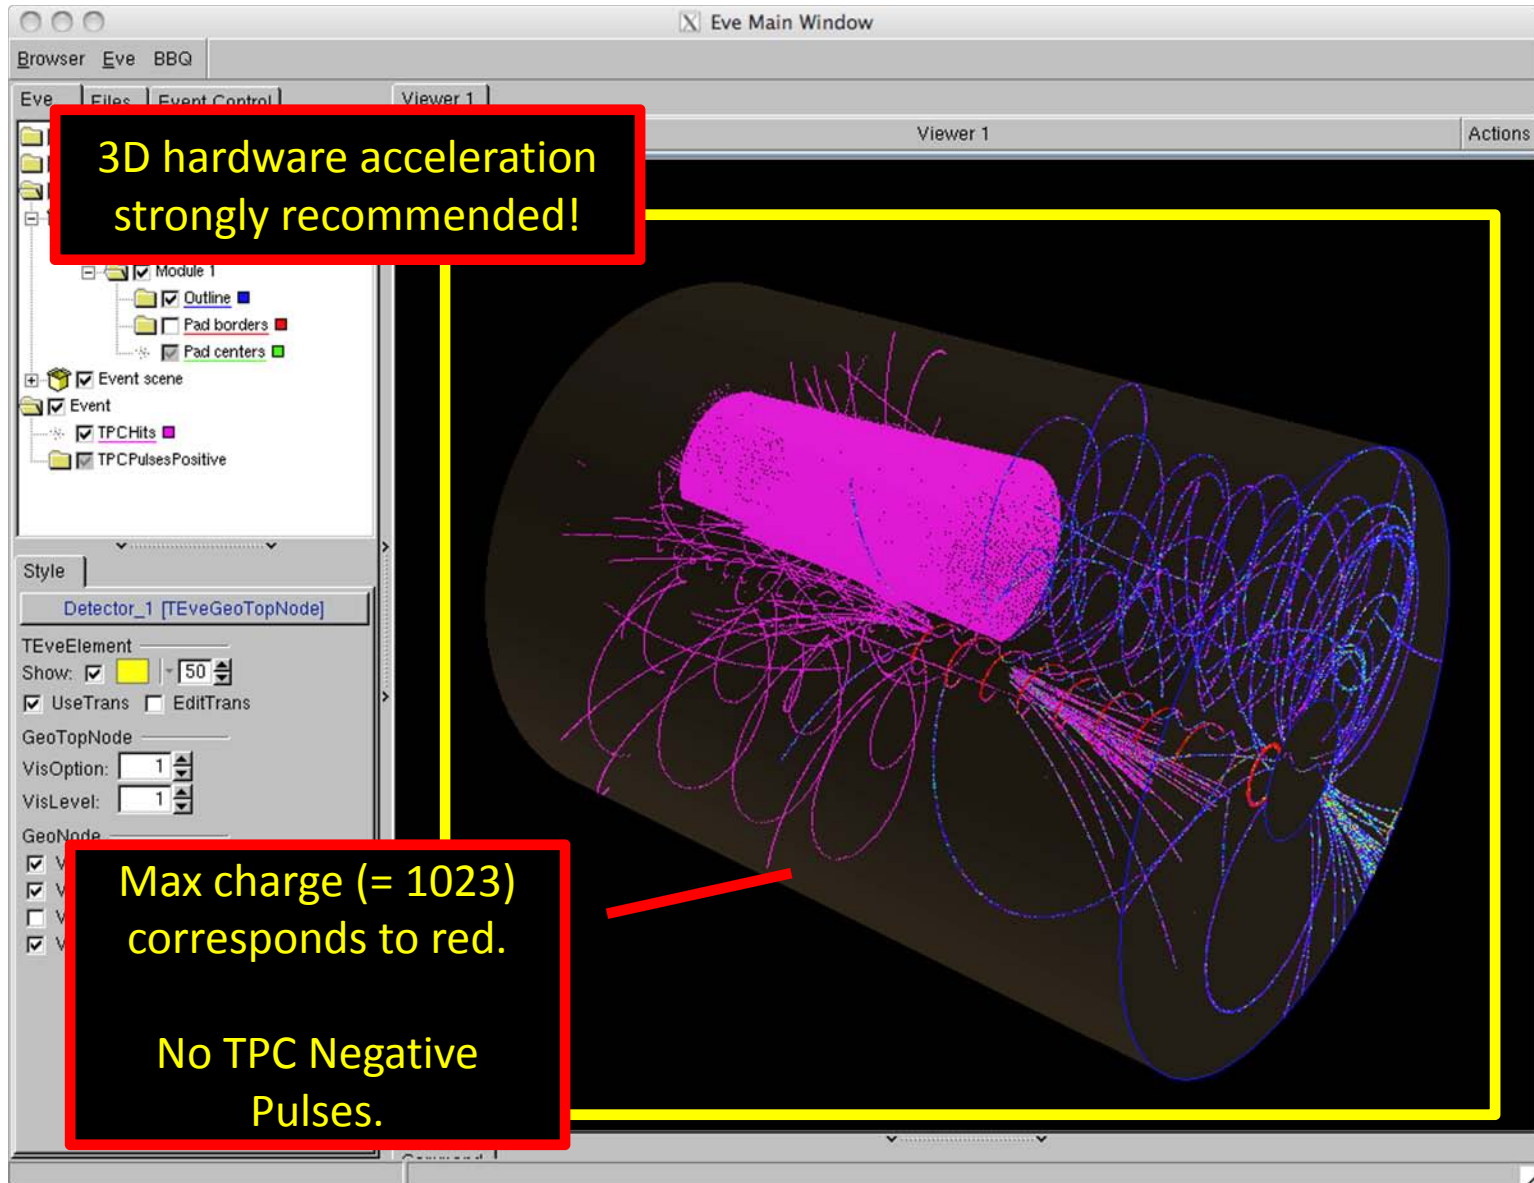 Eve Main Window
Browser Eve BBQ
Eve Files Event Control
Viewer 1
Viewer 1
Actions
3D hardware acceleration
strongly recommended!
Module 1
Outline
Pad borders
Pad centers
Event scene
Event
TPCHits
TPCPulsesPositive
Style
Detector_1 [TEveGeoTopNode]
TEveElement
Show: 50
UseTrans EditTrans
GeoTopNode
VisOption: 1
VisLevel: 1
GeoNode
Max charge (= 1023)
corresponds to red.
No TPC Negative
Pulses.